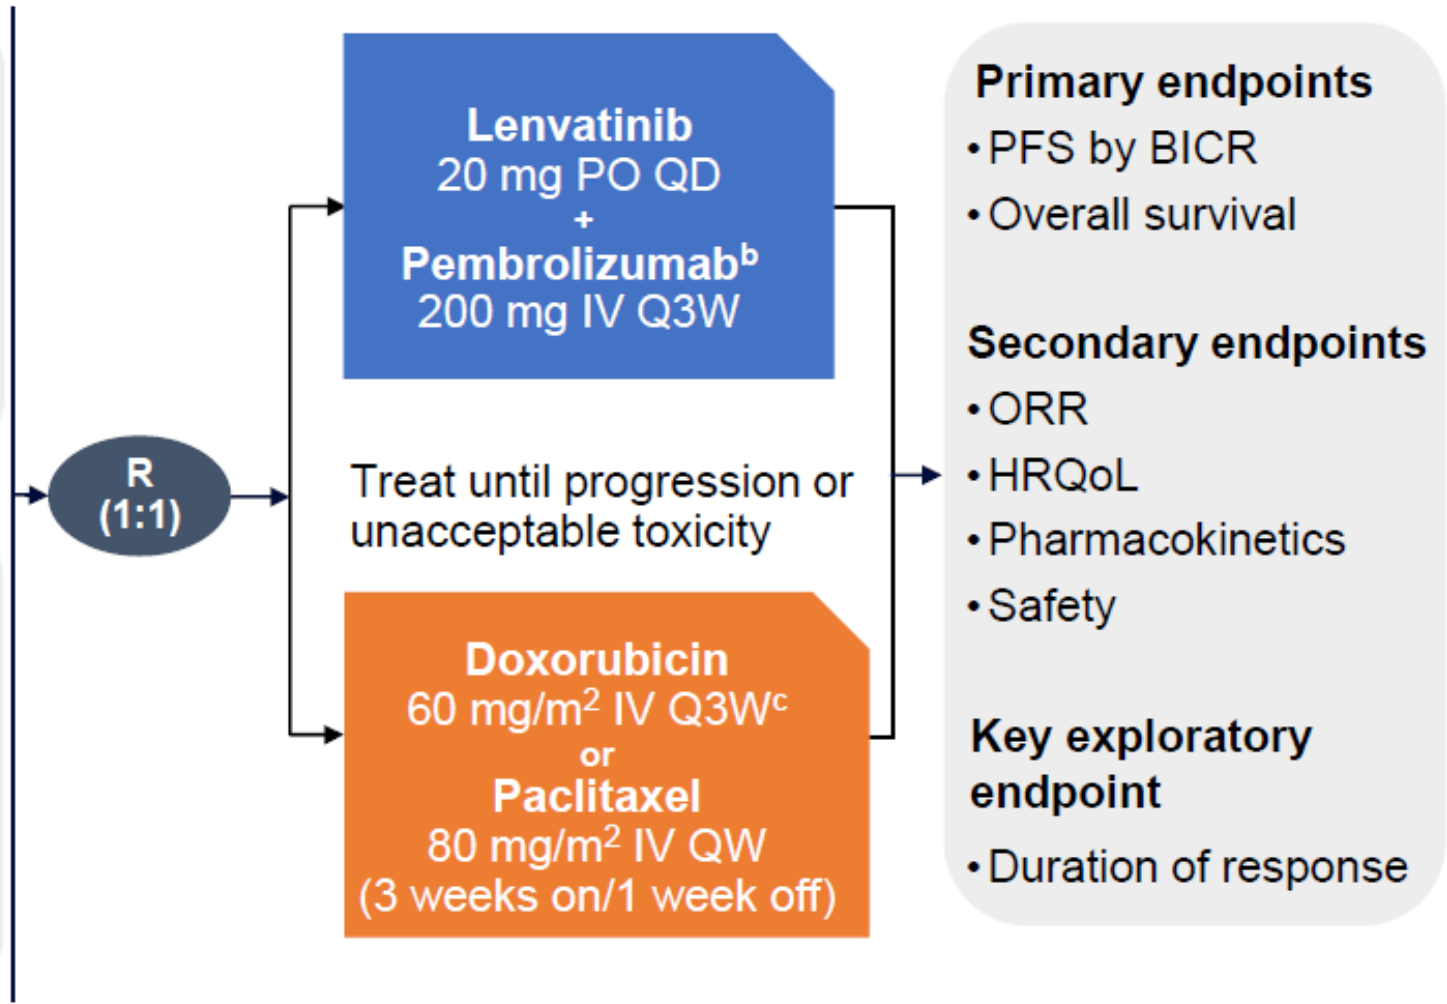 R
(1:1)
Lenvatinib
20 mg PO QD
+
Pembrolizumabᵇ
200 mg IV Q3W
Treat until progression or
unacceptable toxicity
Doxorubicin
60 mg/m² IV Q3Wᶜ
or
Paclitaxel
80 mg/m² IV QW
(3 weeks on/1 week off)
Primary endpoints
• PFS by BICR
• Overall survival
Secondary endpoints
• ORR
• HRQoL
• Pharmacokinetics
• Safety
Key exploratory
endpoint
• Duration of response